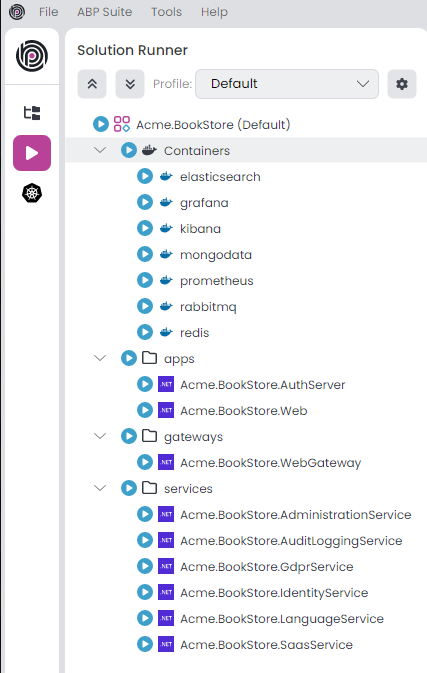 File ABP Suite Tools Help
Solution Runner
Profile: Default
Acme.BookStore (Default)
Containers
elasticsearch
grafana
kibana
mongodata
prometheus
rabbitmq
redis
apps
.NET Acme.BookStore.AuthServer
.NET Acme.BookStore.Web
gateways
.NET Acme.BookStore.WebGateway
services
.NET Acme.BookStore.AdministrationService
.NET Acme.BookStore.AuditLoggingService
.NET Acme.BookStore.GdprService
.NET Acme.BookStore.IdentityService
.NET Acme.BookStore.LanguageService
.NET Acme.BookStore.SaasService